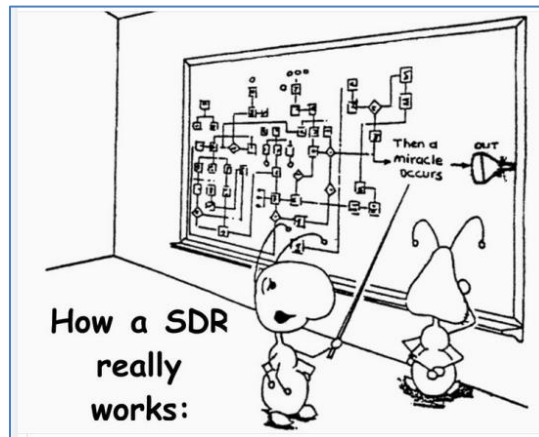 Then a
miracle
occurs
OUT
How a SDR
really
works: